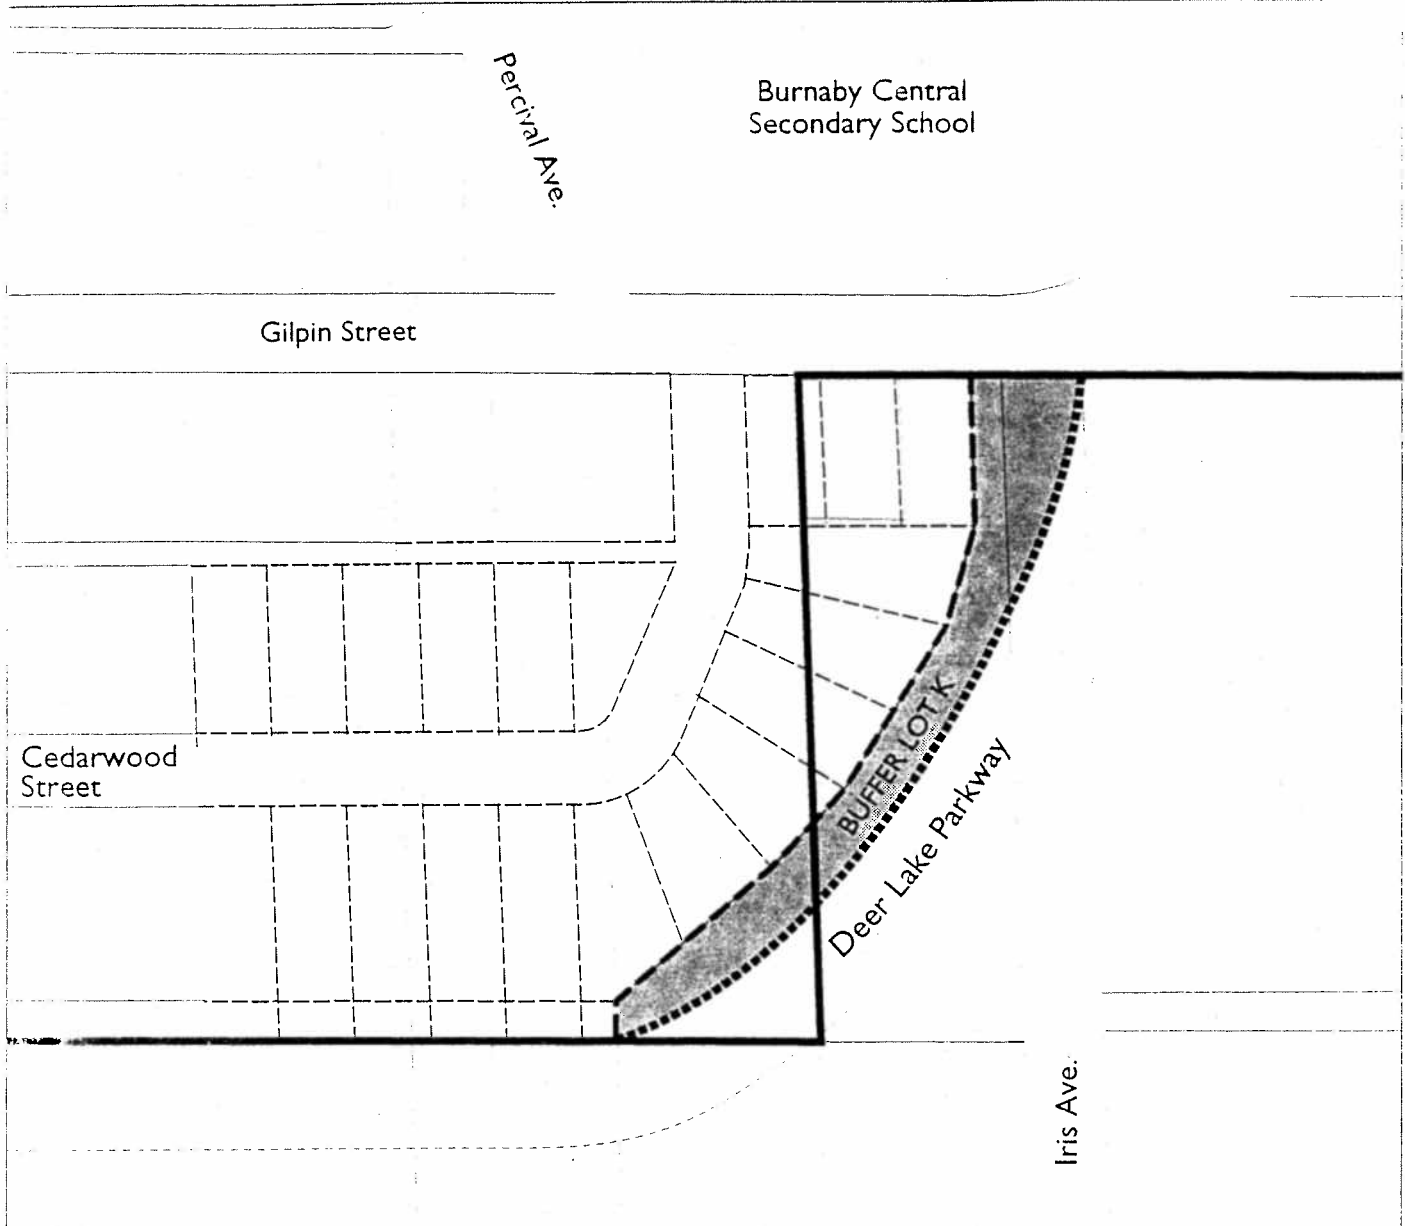 Percival Ave.
Burnaby Central
Secondary School
Gilpin Street
BUFFER LOT K
Cedarwood
Street
Deer Lake Parkway
Iris Ave.